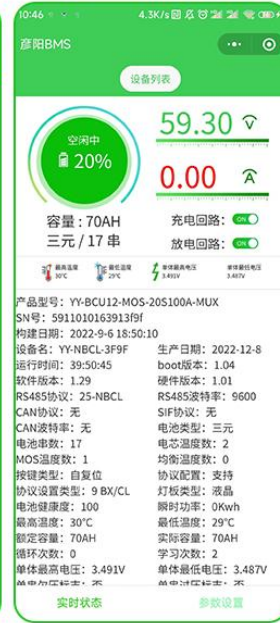 10:46
4.3K/s
彦阳BMS
设备列表
空闲中
20%
59.30 V
0.00 A
容量：70AH
三元 / 17 串
充电回路： ON
放电回路： ON
最高温度 30℃
最低温度 29℃
单体最高电压 3.491V
单体最低电压 3.487V
产品型号：YY-BCU12-MOS-20S100A-MUX
SN号：5911010163913f9f
构建日期：2022-9-6 18:50:10
设备名：YY-NBCL-3F9F 生产日期：2022-12-8
运行时间：39:50:45 boot版本：1.04
软件版本：1.29 硬件版本：1.01
RS485协议：25-NBCL RS485波特率：9600
CAN协议：无 SIF协议：无
CAN波特率：无 电池类型：三元
电池串数：17 电芯温度数：2
MOS温度数：1 均衡温度数：0
按键类型：自复位 协议配置：支持
协议设置类型：9 BX/CL 灯板类型：液晶
电池健康度：100 瞬时功率：0Kwh
最高温度：30℃ 最低温度：29℃
额定容量：70AH 实际容量：70AH
循环次数：0 学习次数：2
单体最高电压：3.491V 单体最低电压：3.487V
实时状态 参数设置